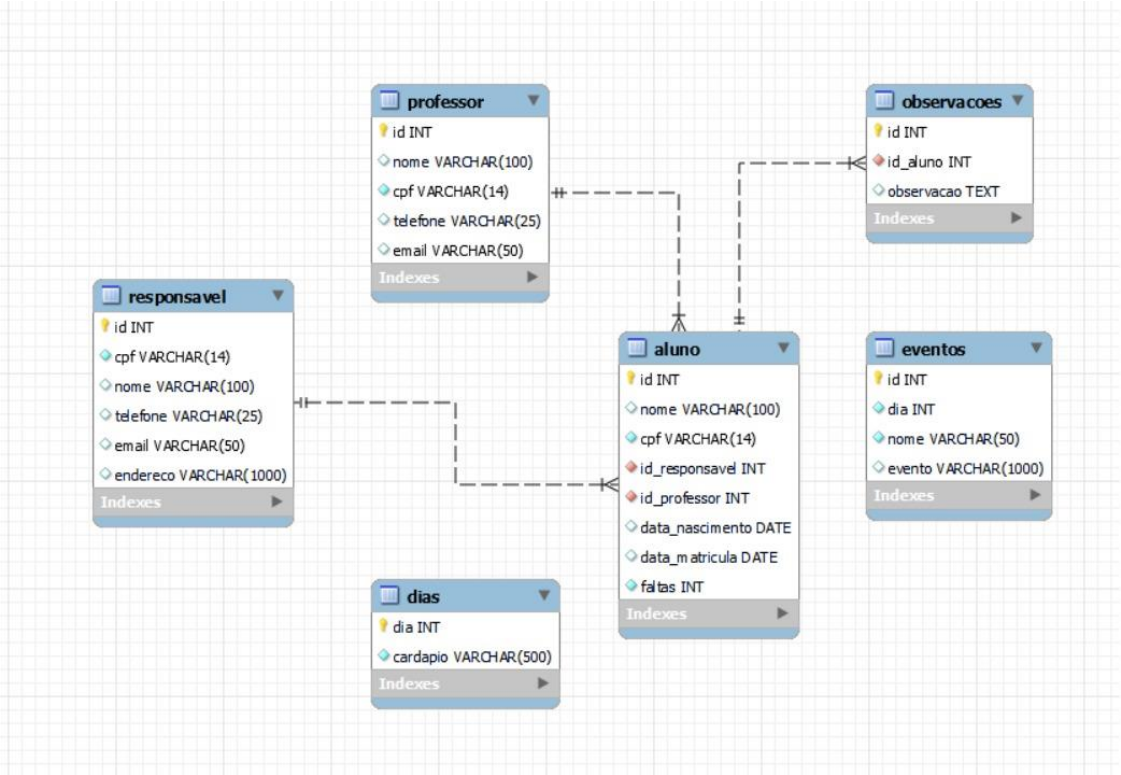 professor
id INT
nome VARCHAR(100)
cpf VARCHAR(14)
telefone VARCHAR(25)
email VARCHAR(50)
Indexes
observacoes
id INT
id_aluno INT
observacao TEXT
Indexes
responsavel
id INT
cpf VARCHAR(14)
nome VARCHAR(100)
telefone VARCHAR(25)
email VARCHAR(50)
endereco VARCHAR(1000)
Indexes
aluno
id INT
nome VARCHAR(100)
cpf VARCHAR(14)
id_responsavel INT
id_professor INT
data_nascimento DATE
data_matricula DATE
faltas INT
Indexes
eventos
id INT
dia INT
nome VARCHAR(50)
evento VARCHAR(1000)
Indexes
dias
dia INT
cardapio VARCHAR(500)
Indexes